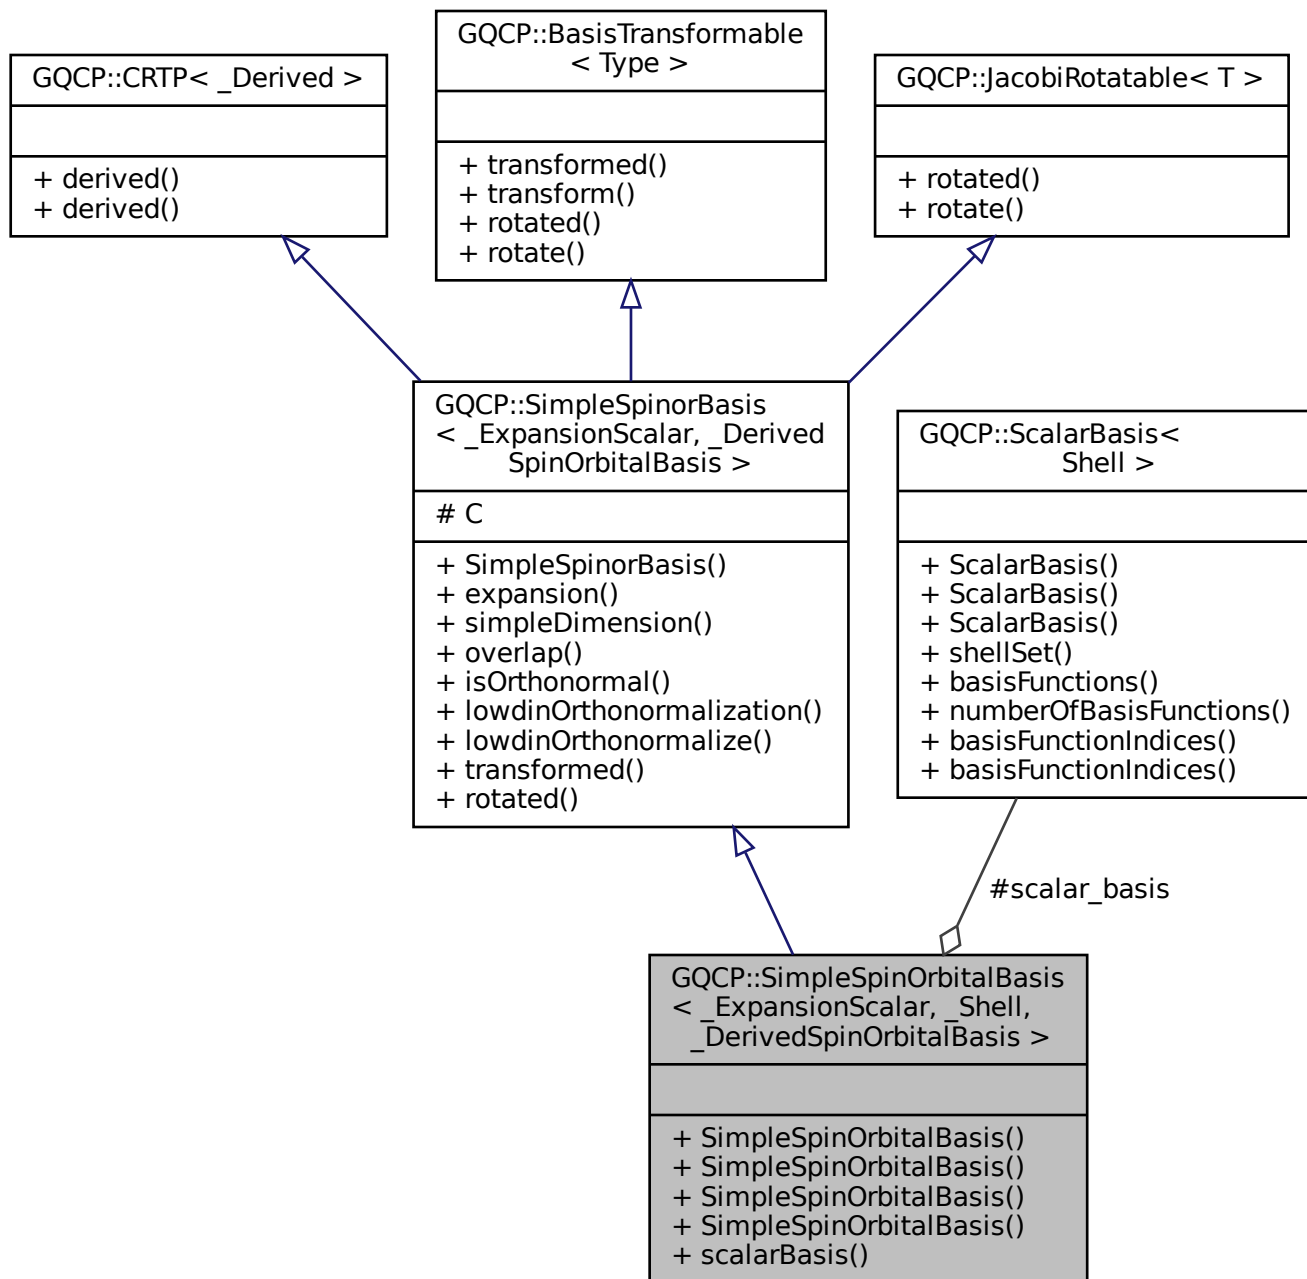 GQCP::BasisTransformable
< Type >
+ transformed()
+ transform()
+ rotated()
+ rotate()
GQCP::CRTP< _Derived >
+ derived()
+ derived()
GQCP::JacobiRotatable< T >
+ rotated()
+ rotate()
GQCP::SimpleSpinorBasis
< _ExpansionScalar, _Derived
SpinOrbitalBasis >
# C
+ SimpleSpinorBasis()
+ expansion()
+ simpleDimension()
+ overlap()
+ isOrthonormal()
+ lowdinOrthonormalization()
+ lowdinOrthonormalize()
+ transformed()
+ rotated()
GQCP::ScalarBasis<
Shell >
+ ScalarBasis()
+ ScalarBasis()
+ ScalarBasis()
+ shellSet()
+ basisFunctions()
+ numberOfBasisFunctions()
+ basisFunctionIndices()
+ basisFunctionIndices()
#scalar_basis
GQCP::SimpleSpinOrbitalBasis
< _ExpansionScalar, _Shell,
_DerivedSpinOrbitalBasis >
+ SimpleSpinOrbitalBasis()
+ SimpleSpinOrbitalBasis()
+ SimpleSpinOrbitalBasis()
+ SimpleSpinOrbitalBasis()
+ scalarBasis()